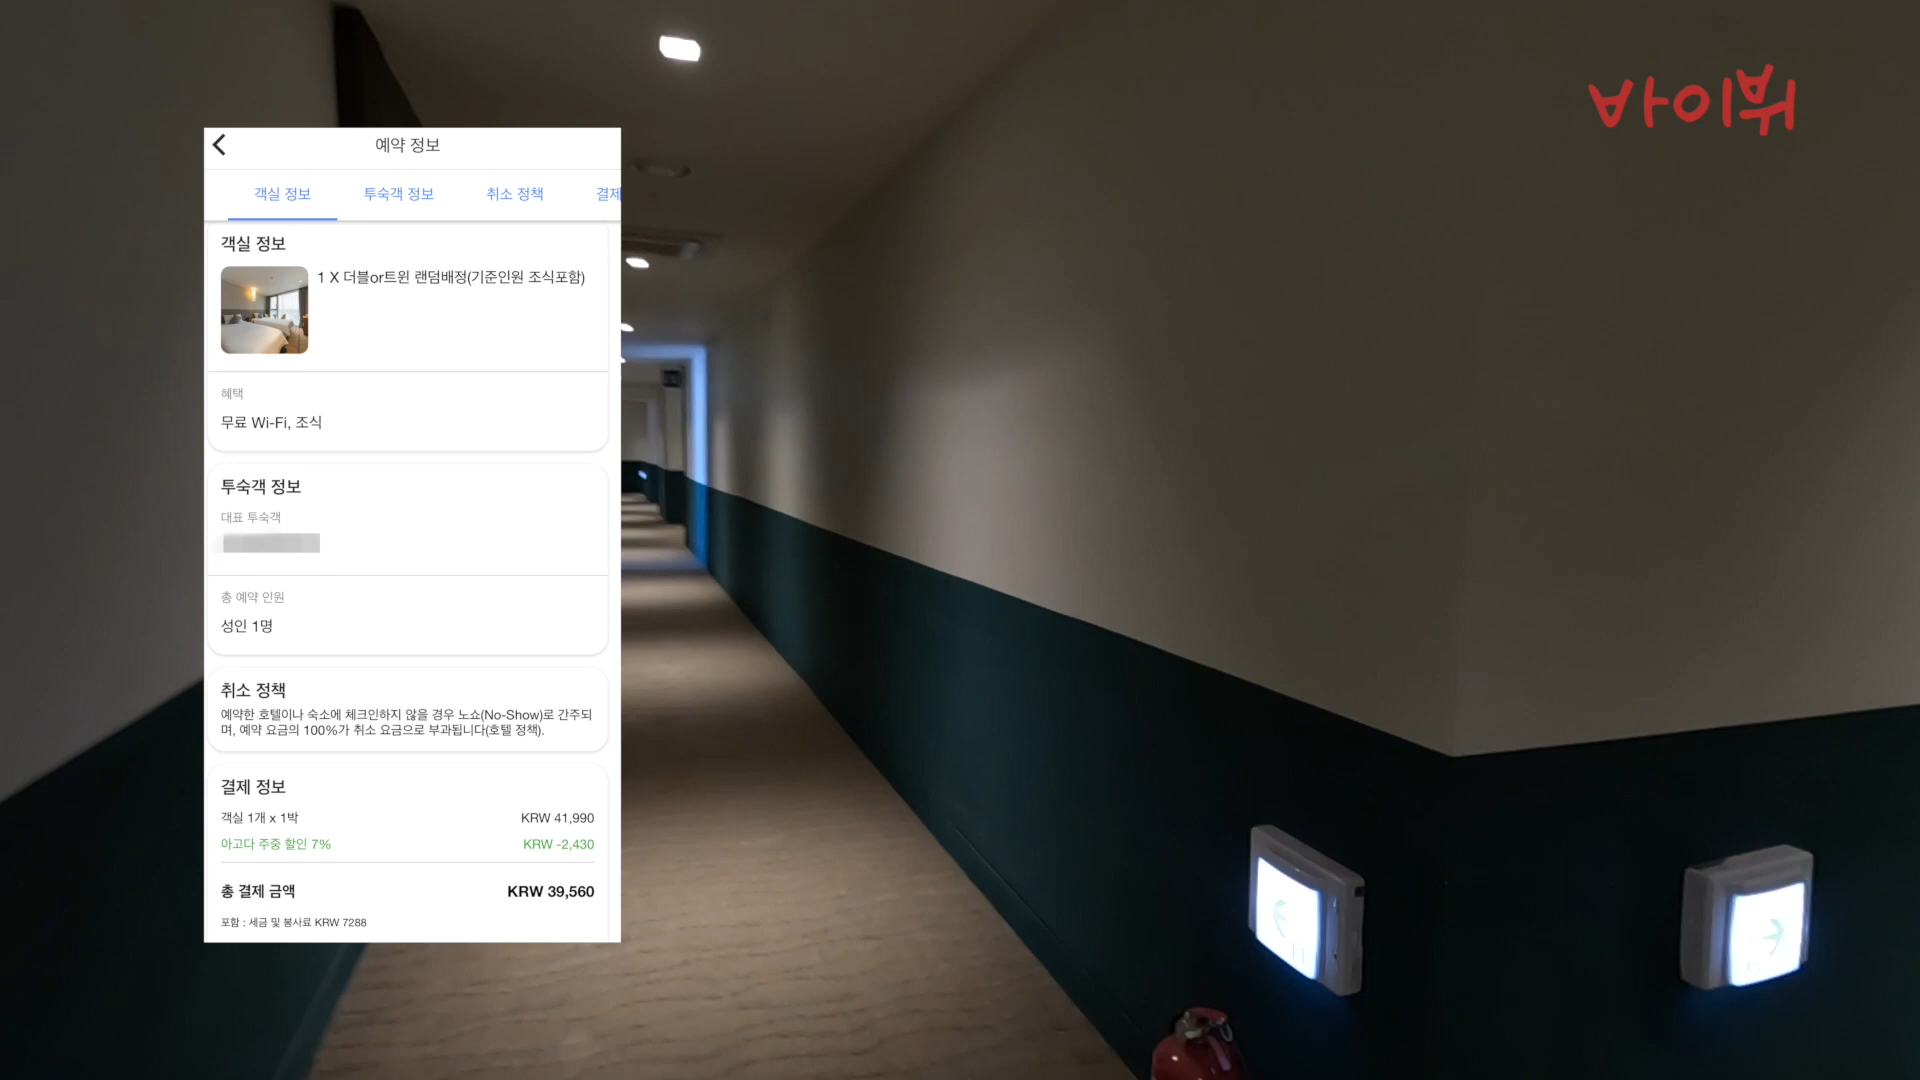 바이뷔
예약 정보
객실 정보 투숙객 정보 취소 정책 결제
객실 정보
1 X 더블or트윈 랜덤배정(기준인원 조식포함)
혜택
무료 Wi-Fi, 조식
투숙객 정보
대표 투숙객
총 예약 인원
성인 1명
취소 정책
예약한 호텔이나 숙소에 체크인하지 않을 경우 노쇼(No-Show)로 간주되
며, 예약 요금의 100%가 취소 요금으로 부과됩니다(호텔 정책).
결제 정보
객실 1개 x 1박 KRW 41,990
아고다 주중 할인 7% KRW -2,430
총 결제 금액 KRW 39,560
포함 : 세금 및 봉사료 KRW 7288